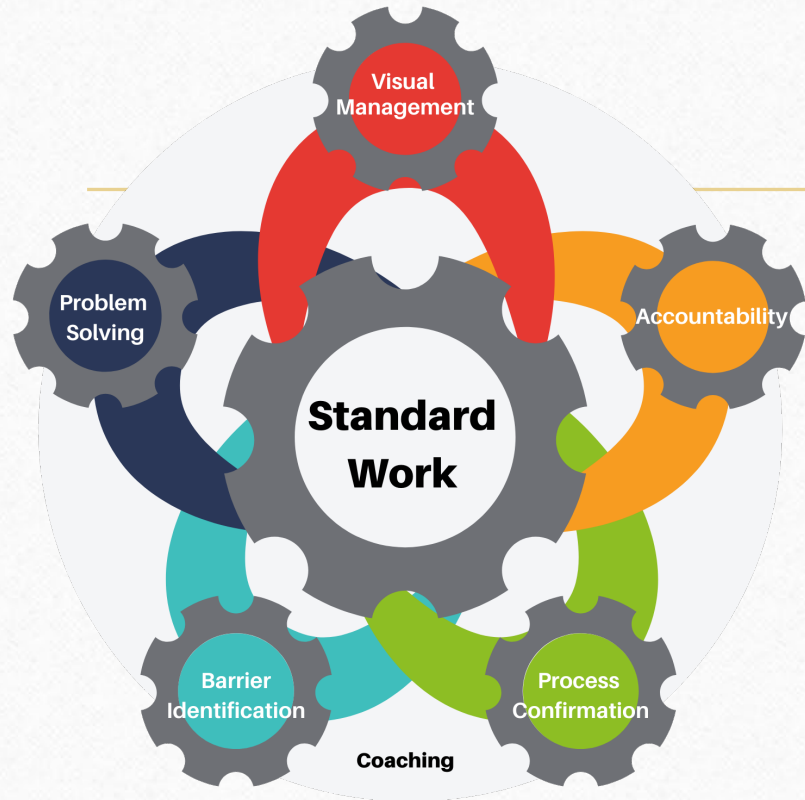 Visual
Management
Problem
Solving
Accountability
Standard
Work
Barrier
Identification
Process
Confirmation
Coaching